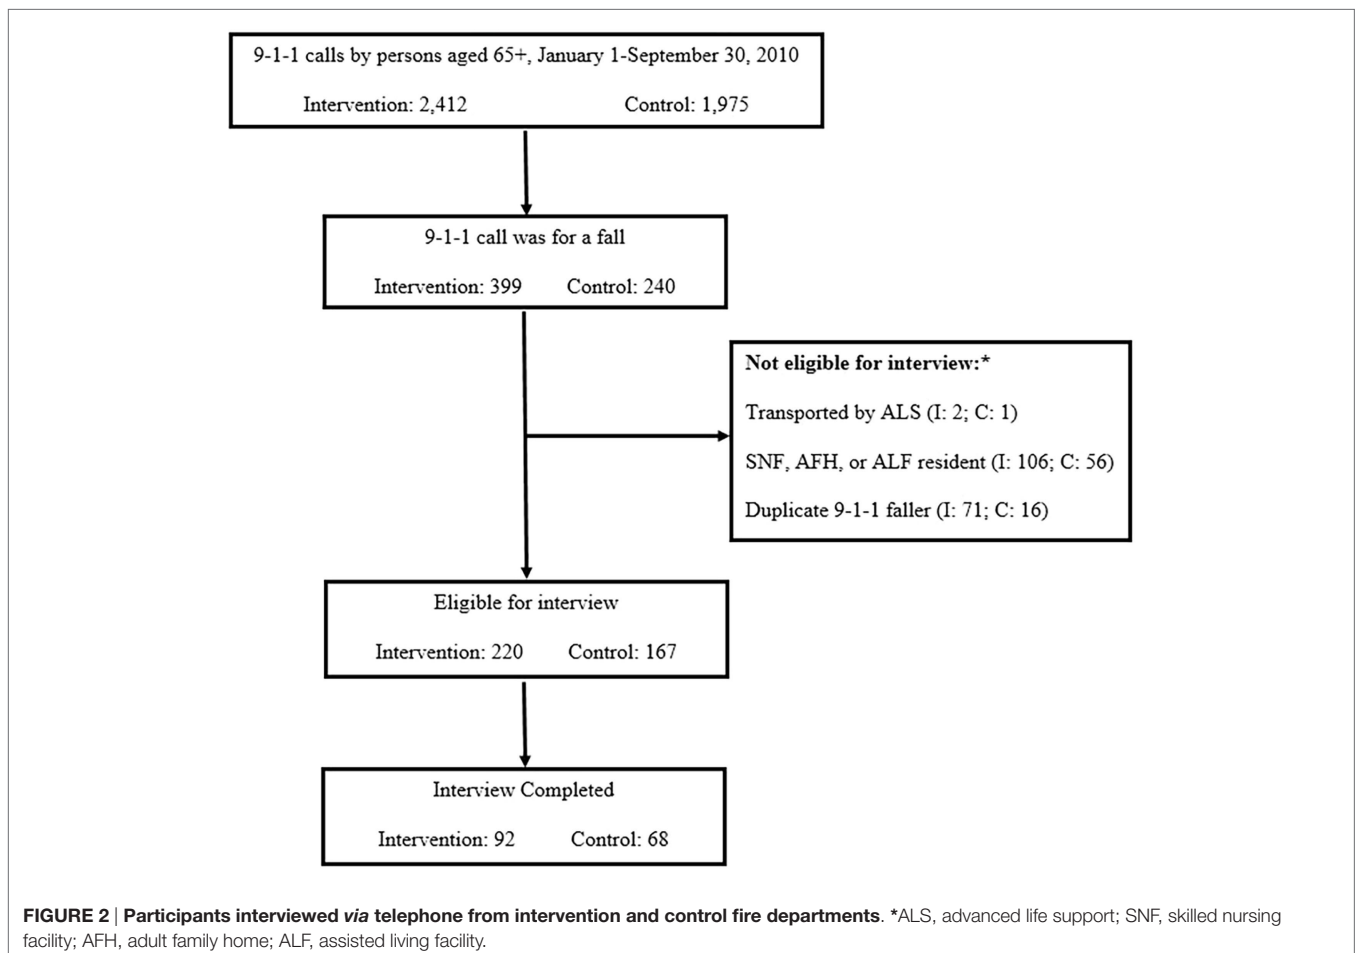 9-1-1 calls by persons aged 65+, January 1-September 30, 2010
Intervention: 2,412 Control: 1,975
9-1-1 call was for a fall
Intervention: 399 Control: 240
Not eligible for interview:*
Transported by ALS (I: 2; C: 1)
SNF, AFH, or ALF resident (I: 106; C: 56)
Duplicate 9-1-1 faller (I: 71; C: 16)
Eligible for interview
Intervention: 220 Control: 167
Interview Completed
Intervention: 92 Control: 68
FIGURE 2 | Participants interviewed via telephone from intervention and control fire departments. *ALS, advanced life support; SNF, skilled nursing
facility; AFH, adult family home; ALF, assisted living facility.